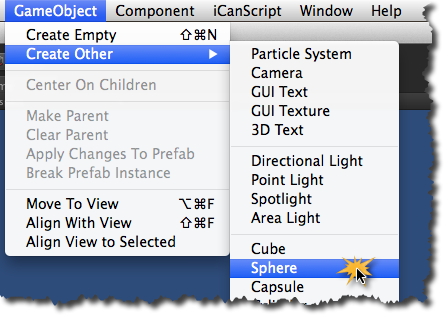 GameObject Component iCanScript Window Help
Create Empty ⇧⌘N
Create Other ▶
Center On Children
Make Parent
Clear Parent
Apply Changes To Prefab
Break Prefab Instance
Move To View ⌥⌘F
Align With View ⇧⌘F
Align View to Selected
Particle System
Camera
GUI Text
GUI Texture
3D Text
Directional Light
Point Light
Spotlight
Area Light
Cube
Sphere
Capsule